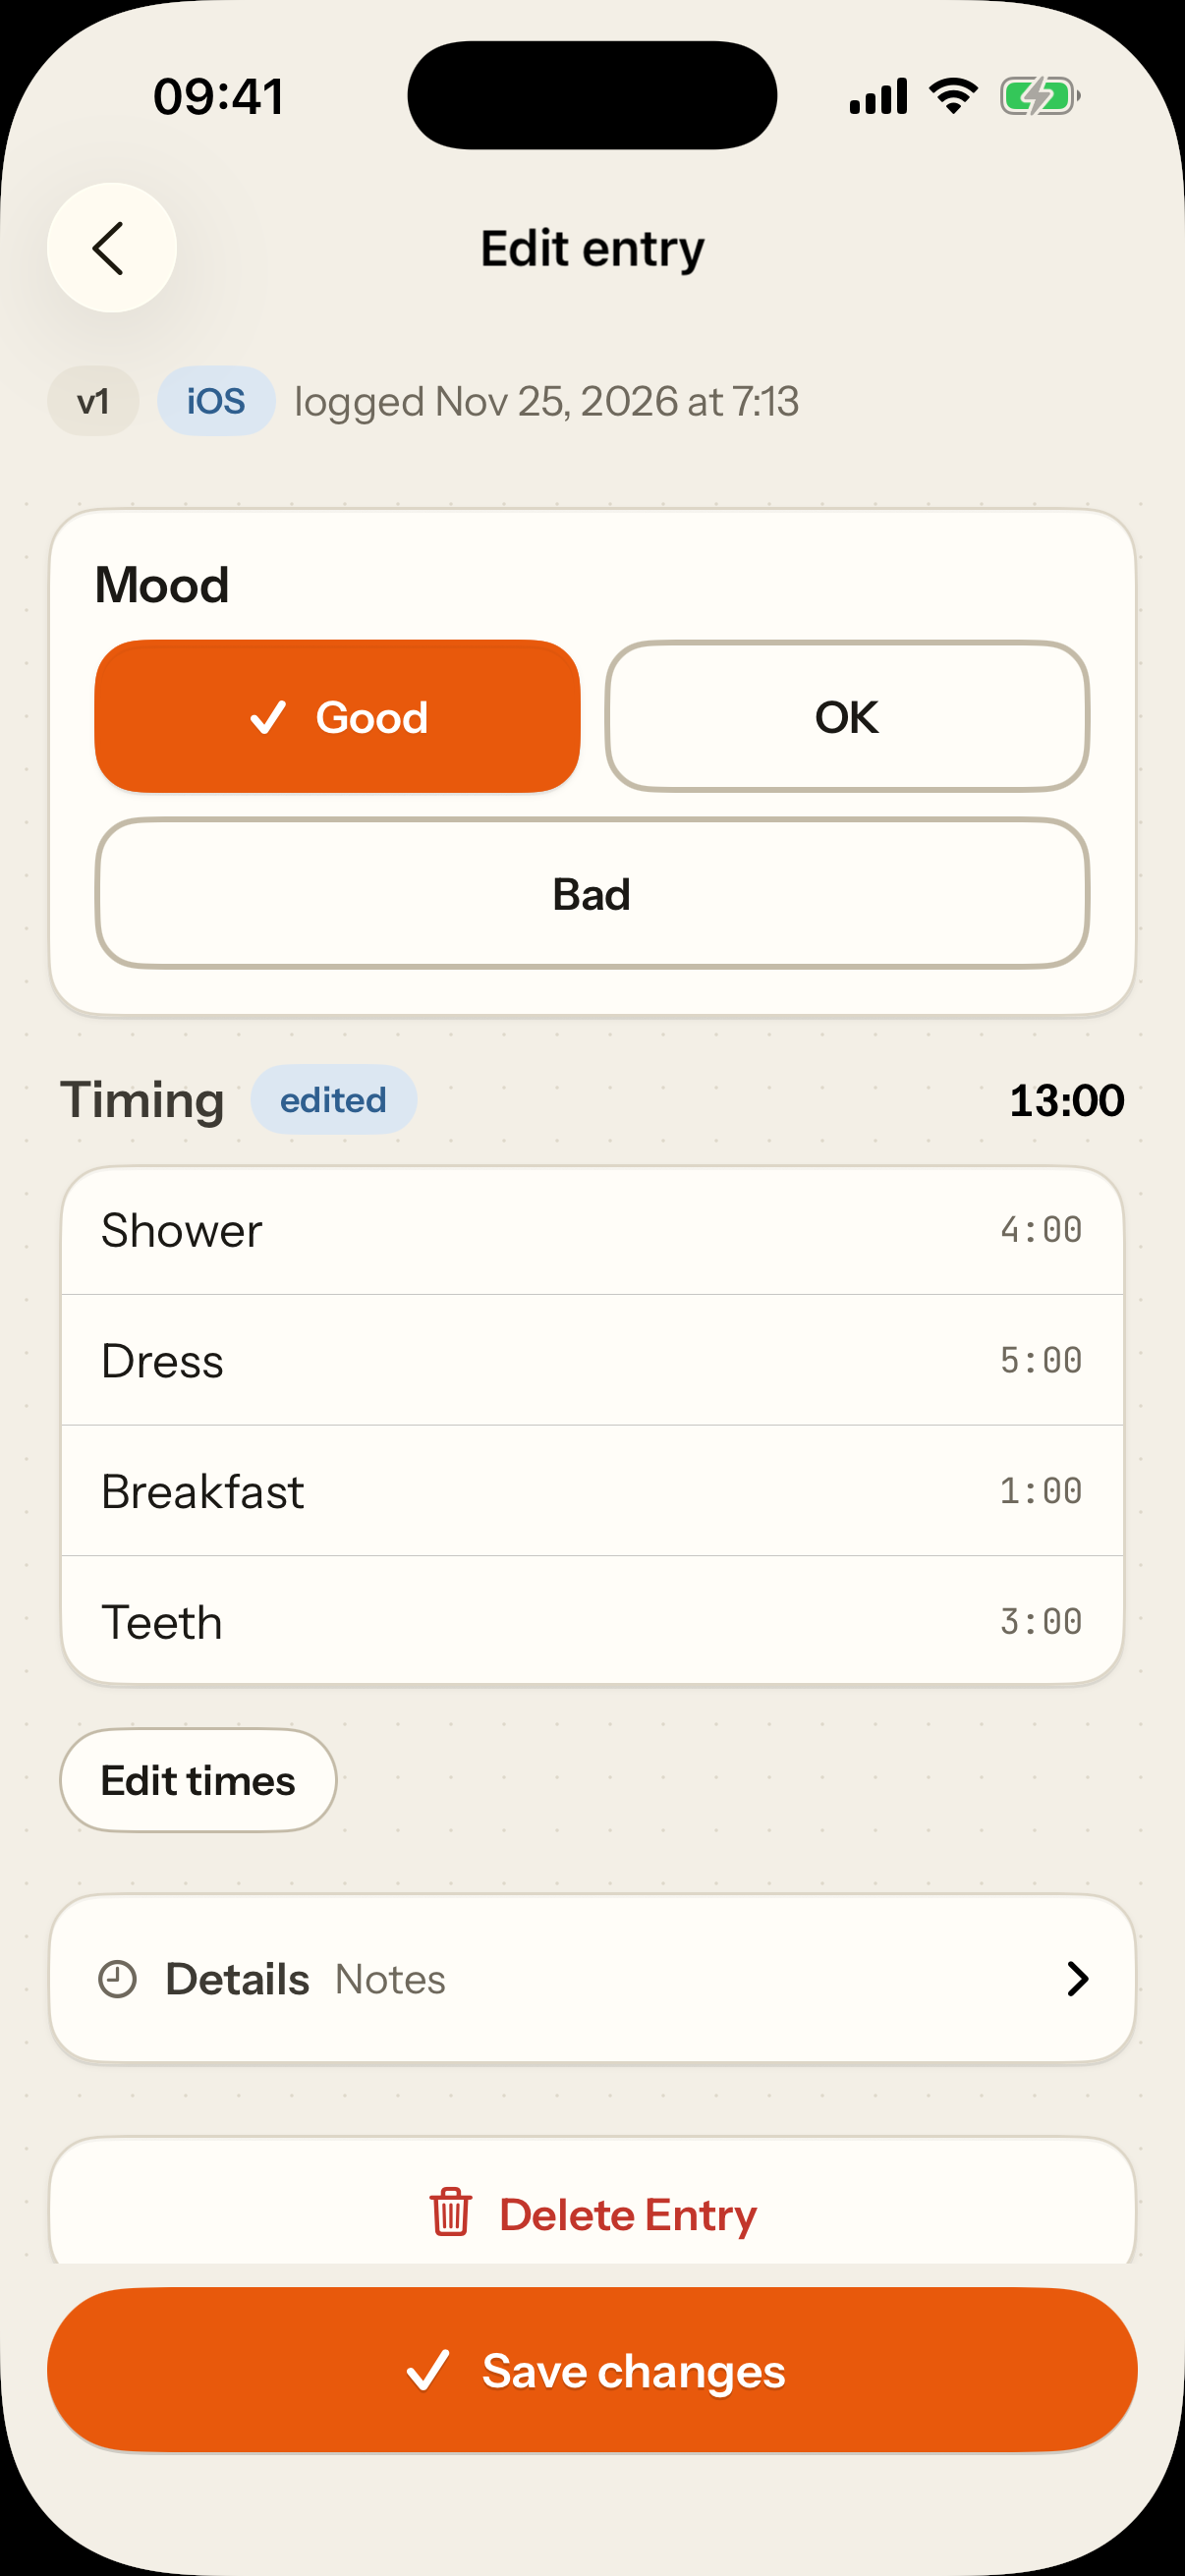 09:41
Edit entry
v1 iOS logged Nov 25, 2026 at 7:13
Mood
Good OK
Bad
Timing edited 13:00
Shower 4:00
Dress 5:00
Breakfast 1:00
Teeth 3:00
Edit times
Details Notes
Delete Entry
Save changes